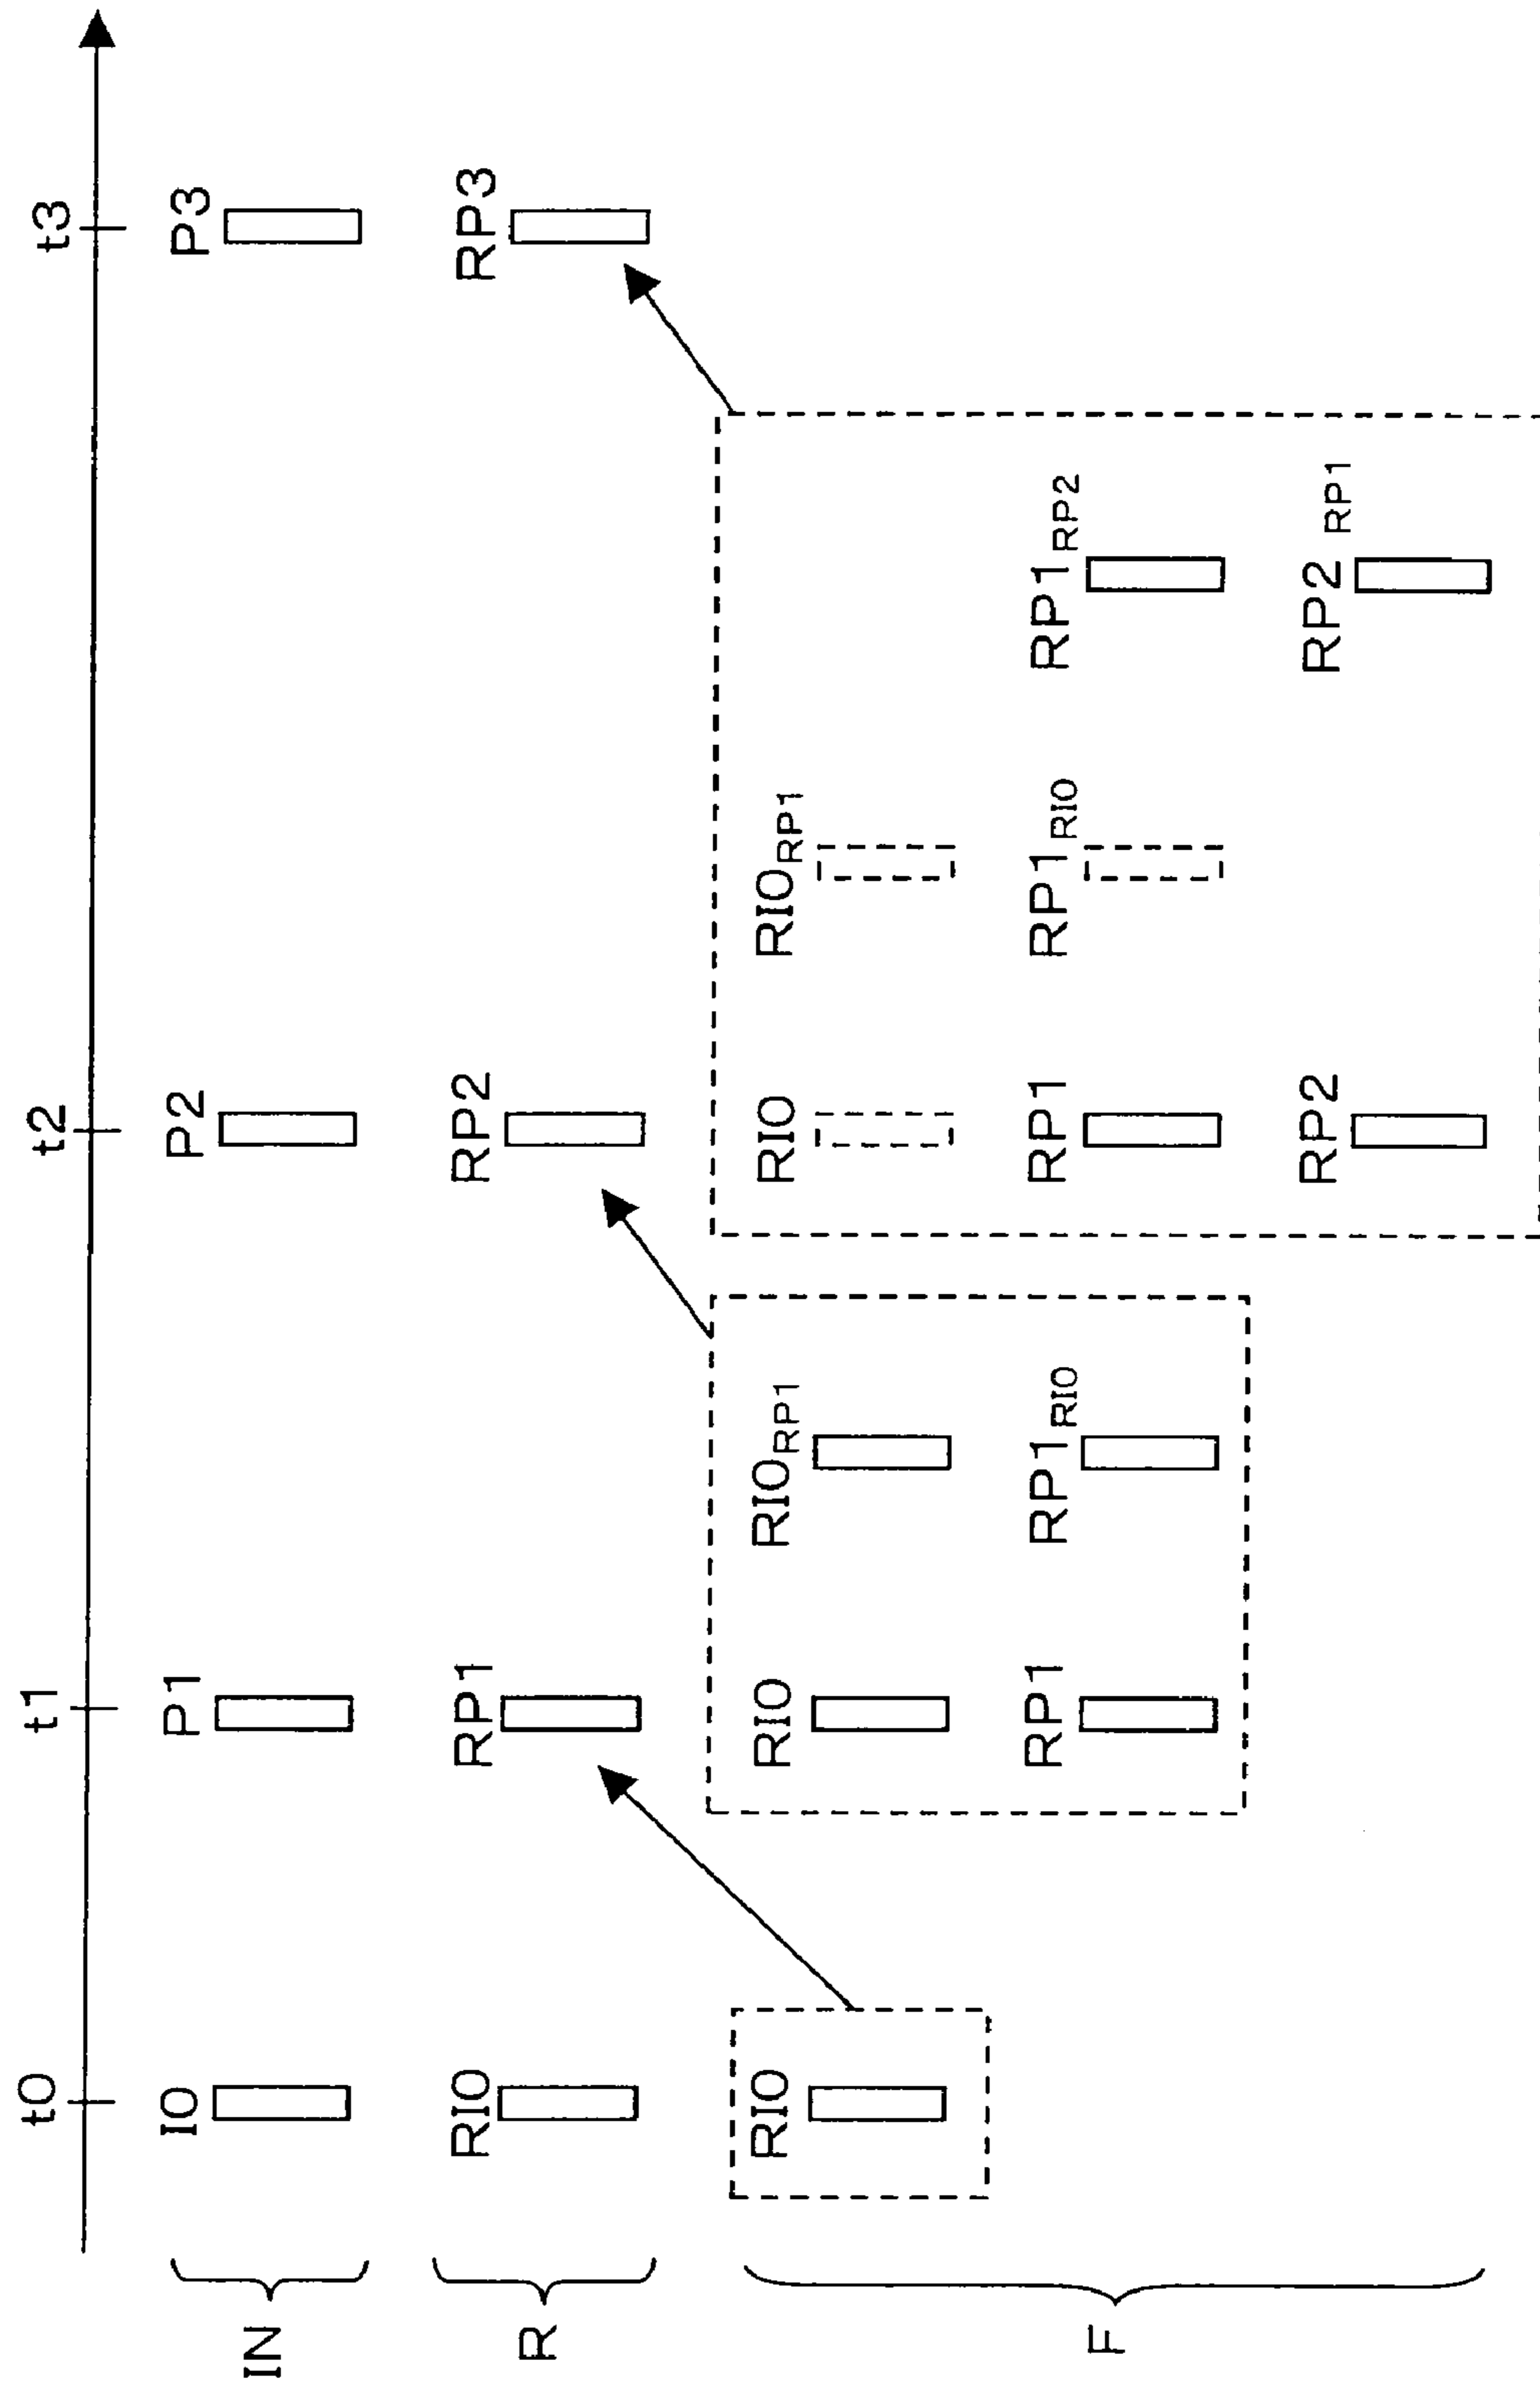 t0 t1 t2 t3
IN I0 P1 P2 P3
R RI0 RP1 RP2 RP3
F RI0 RI0 RI0RP1 RI0 RI0RP1
RP1 RP1RI0 RP1 RP1RI0 RP1RP2
RP2 RP2RP1